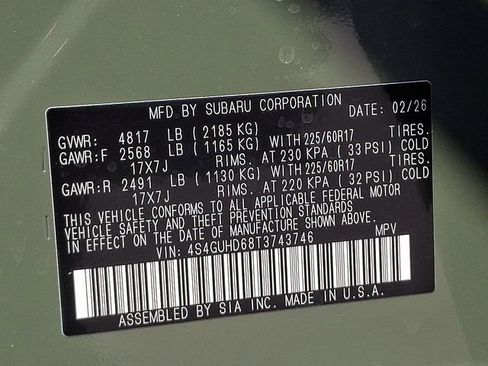 MFD BY SUBARU CORPORATION DATE: 02/26
GVWR: 4817 LB (2185 KG)
GAWR:F 2568 LB (1165 KG) WITH 225/60R17 TIRES.
17X7J RIMS. AT 230 KPA (33 PSI) COLD
GAWR:R 2491 LB (1130 KG) WITH 225/60R17 TIRES.
17X7J RIMS. AT 220 KPA (32 PSI) COLD
THIS VEHICLE CONFORMS TO ALL APPLICABLE FEDERAL MOTOR
VEHICLE SAFETY AND THEFT PREVENTION STANDARDS
IN EFFECT ON THE DATE OF MANUFACTURE SHOWN ABOVE.
VIN: 4S4GUHD68T3743746 MPV
ASSEMBLED BY SIA INC. MADE IN U.S.A.